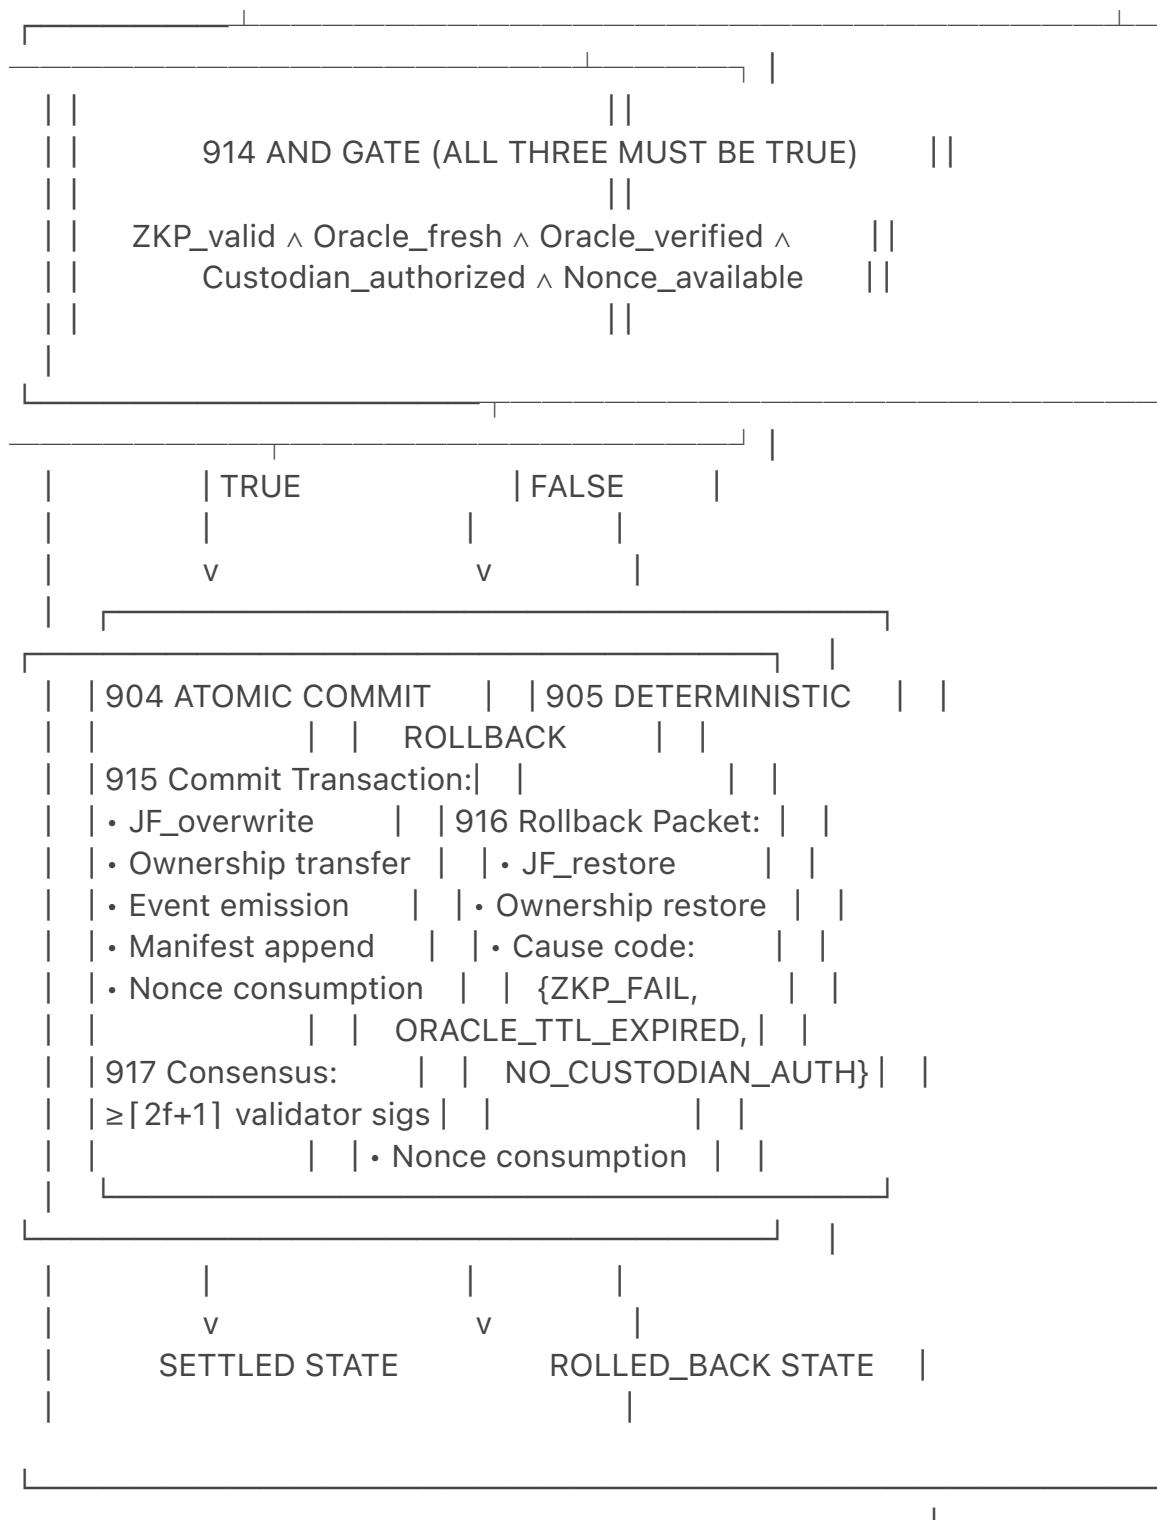 914 AND GATE (ALL THREE MUST BE TRUE)
ZKP_valid ∧ Oracle_fresh ∧ Oracle_verified ∧
Custodian_authorized ∧ Nonce_available
TRUE FALSE
v v
904 ATOMIC COMMIT 905 DETERMINISTIC
ROLLBACK
915 Commit Transaction:
• JF_overwrite 916 Rollback Packet:
• Ownership transfer • JF_restore
• Event emission • Ownership restore
• Manifest append • Cause code:
• Nonce consumption {ZKP_FAIL,
ORACLE_TTL_EXPIRED,
917 Consensus: NO_CUSTODIAN_AUTH}
≥⌈2f+1⌉ validator sigs
• Nonce consumption
v v
SETTLED STATE ROLLED_BACK STATE